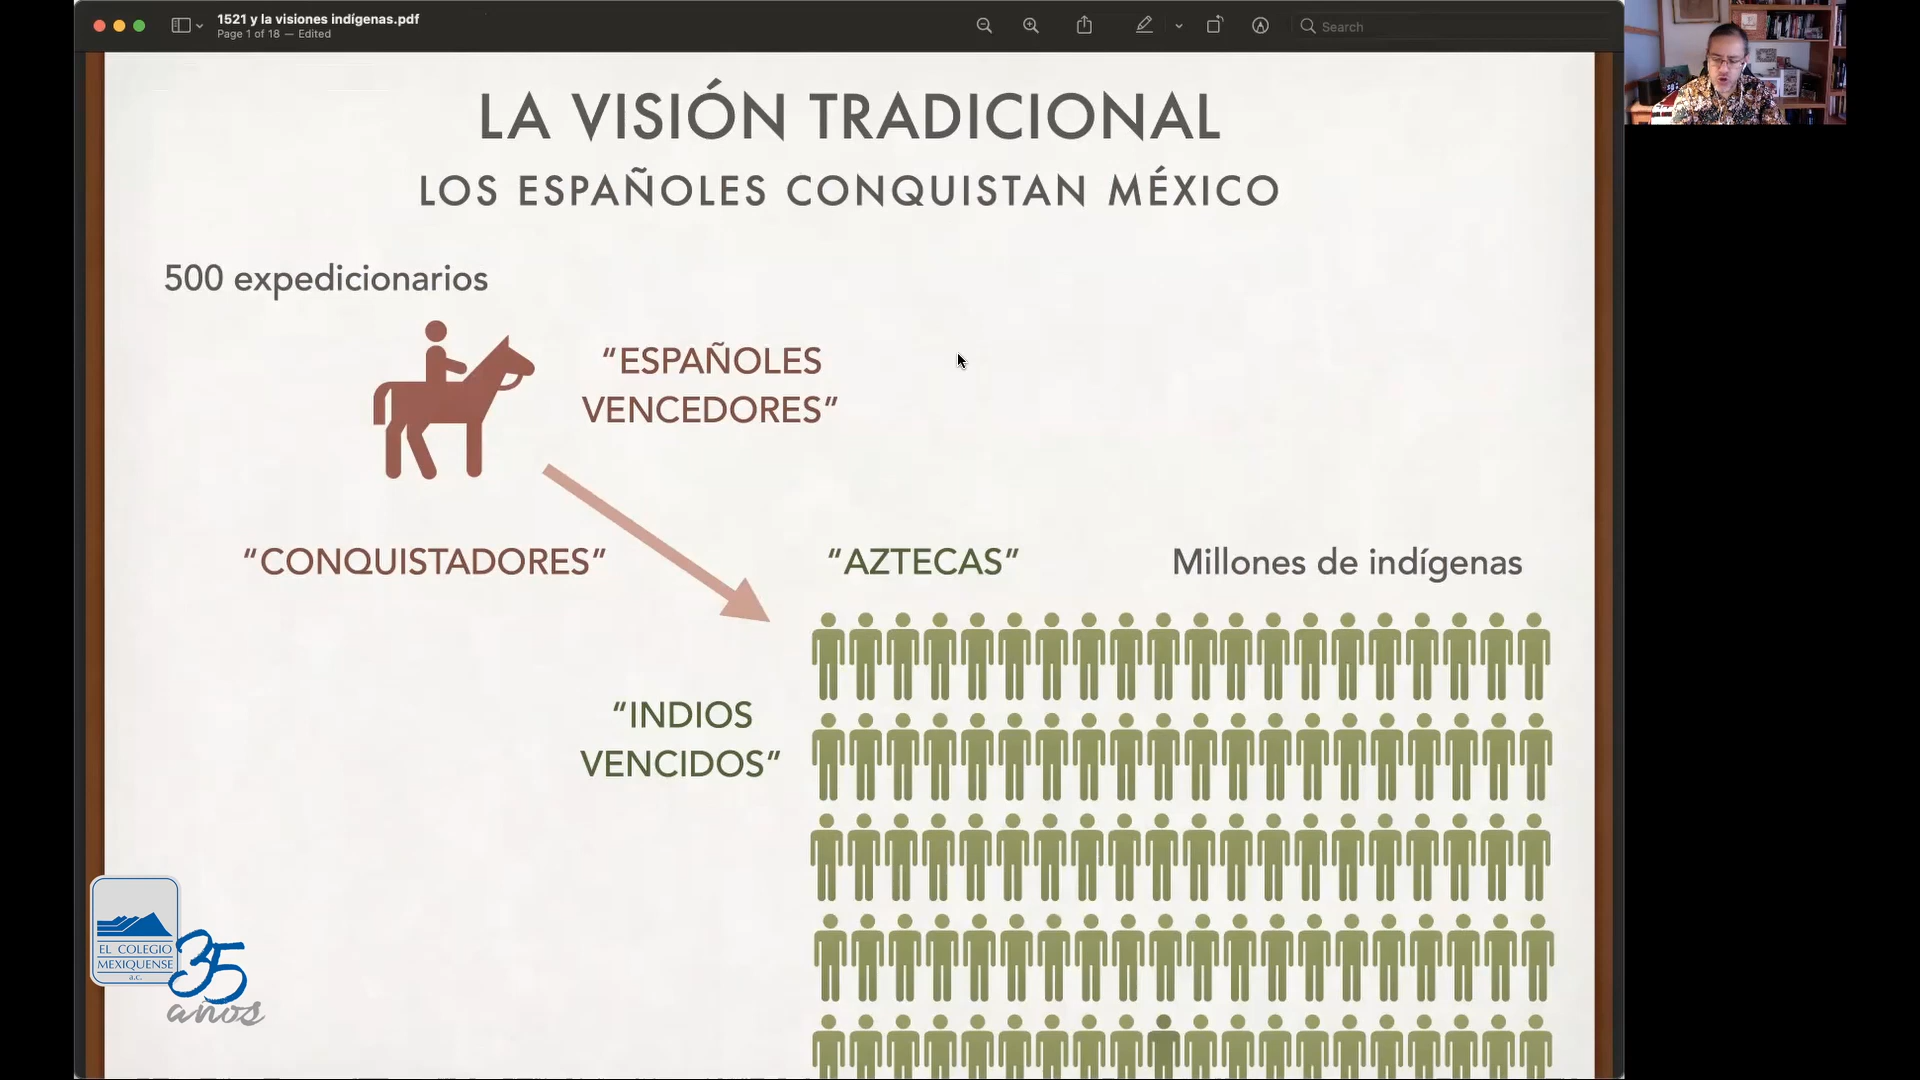 1521 y la visiones indígenas.pdf
Page 1 of 18 — Edited
Search
LA VISIÓN TRADICIONAL
LOS ESPAÑOLES CONQUISTAN MÉXICO
500 expedicionarios
“ESPAÑOLES
VENCEDORES”
“CONQUISTADORES”
“AZTECAS”
Millones de indígenas
“INDIOS
VENCIDOS”
EL COLEGIO
MEXIQUENSE
a.c.
35
años